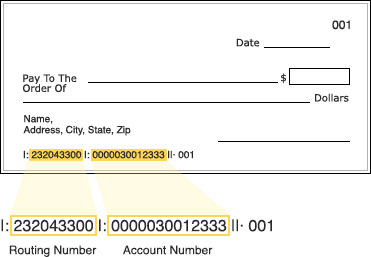 001
Date
Pay To The
Order Of
$
Dollars
Name,
Address, City, State, Zip
I: 232043300 I: 0000030012333 II· 001
I: 232043300 I: 0000030012333 II· 001
Routing Number Account Number